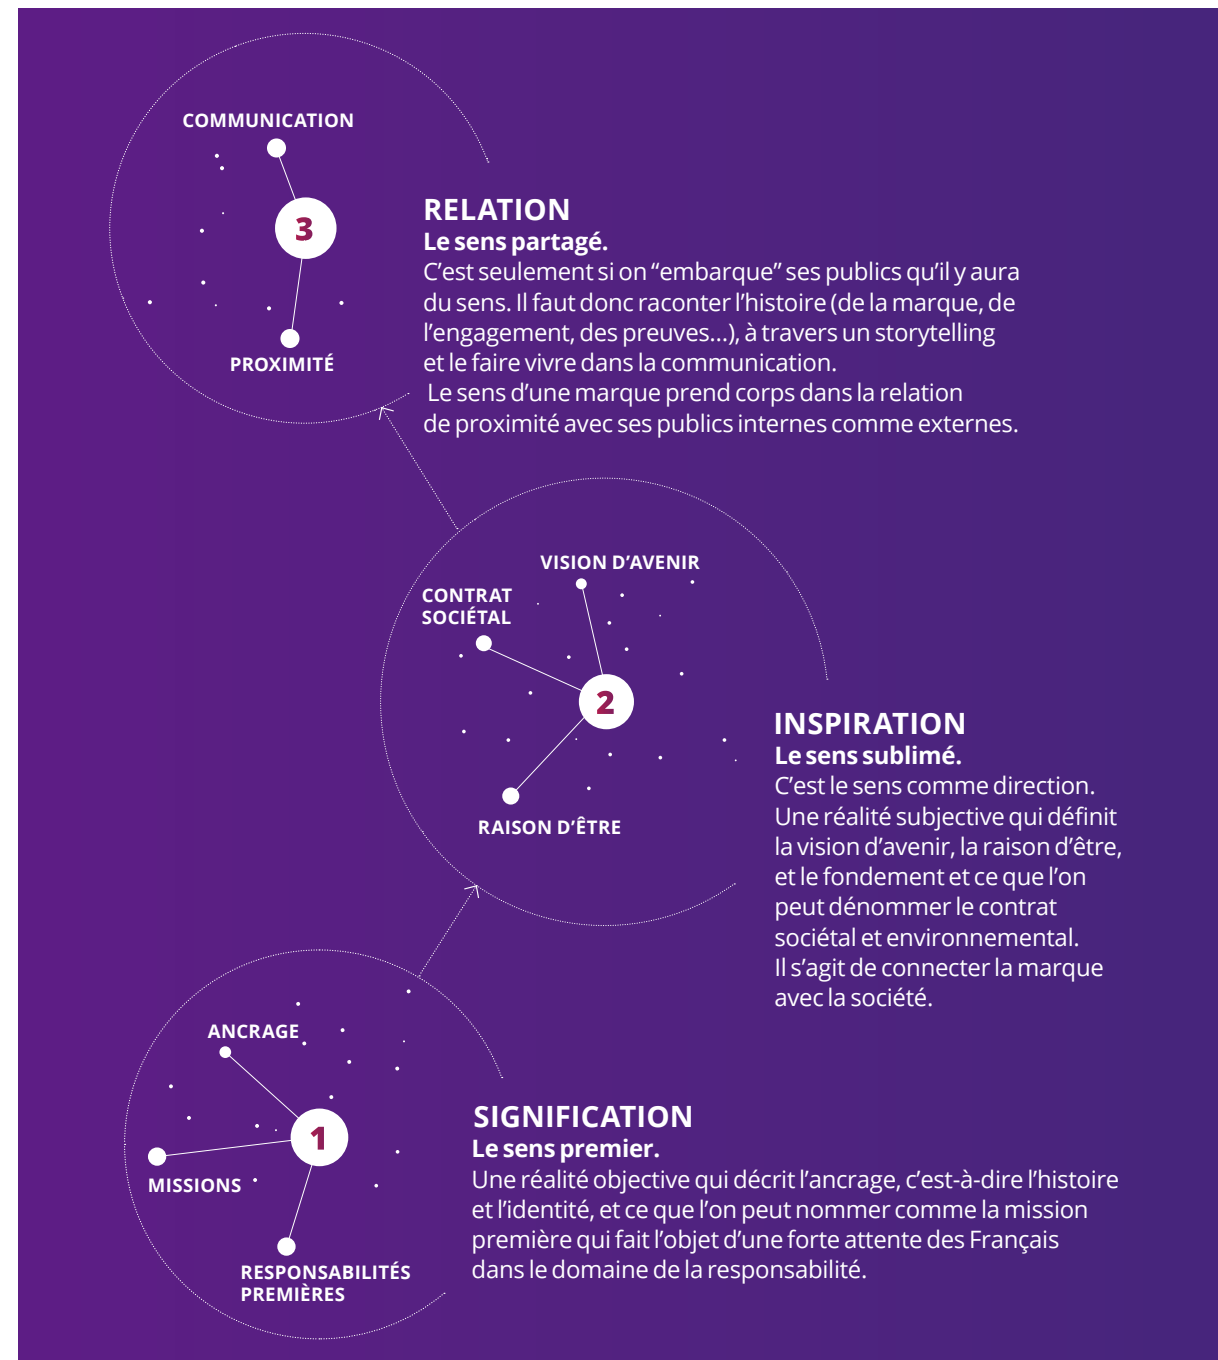 COMMUNICATION
3
PROXIMITÉ
RELATION
Le sens partagé.
C’est seulement si on “embarque” ses publics qu’il y aura
du sens. Il faut donc raconter l’histoire (de la marque, de
l’engagement, des preuves…), à travers un storytelling
et le faire vivre dans la communication.
Le sens d’une marque prend corps dans la relation
de proximité avec ses publics internes comme externes.
VISION D’AVENIR
CONTRAT
SOCIÉTAL
2
RAISON D’ÊTRE
INSPIRATION
Le sens sublimé.
C’est le sens comme direction.
Une réalité subjective qui définit
la vision d’avenir, la raison d’être,
et le fondement et ce que l’on
peut dénommer le contrat
sociétal et environnemental.
Il s’agit de connecter la marque
avec la société.
ANCRAGE
1
MISSIONS
RESPONSABILITÉS
PREMIÈRES
SIGNIFICATION
Le sens premier.
Une réalité objective qui décrit l’ancrage, c’est-à-dire l’histoire
et l’identité, et ce que l’on peut nommer comme la mission
première qui fait l’objet d’une forte attente des Français
dans le domaine de la responsabilité.